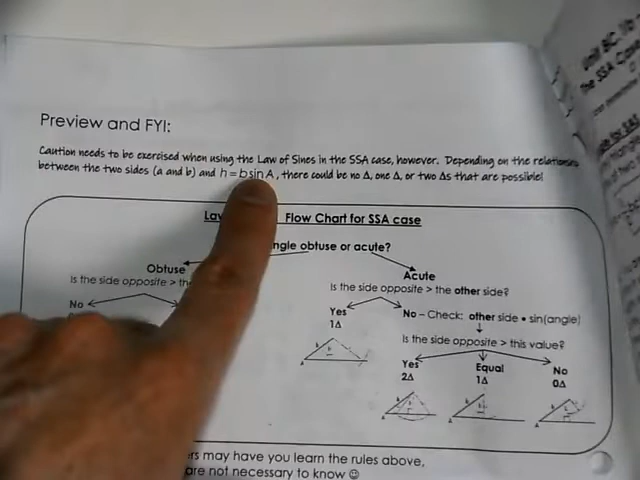 Preview and FYI:
Caution needs to be exercised when using the Law of Sines in the SSA case, however. Depending on the relations
between the two sides (a and b) and h = b sin A, there could be no Δ, one Δ, or two Δs that are possible!
Flow Chart for SSA case
angle obtuse or acute?
Obtuse
Acute
Is the side opposite > th
Is the side opposite > the other side?
No
Yes
1Δ
No – Check: other side • sin(angle)
Is the side opposite > this value?
Yes
2Δ
Equal
1Δ
No
0Δ
rs may have you learn the rules above,
are not necessary to know ☺